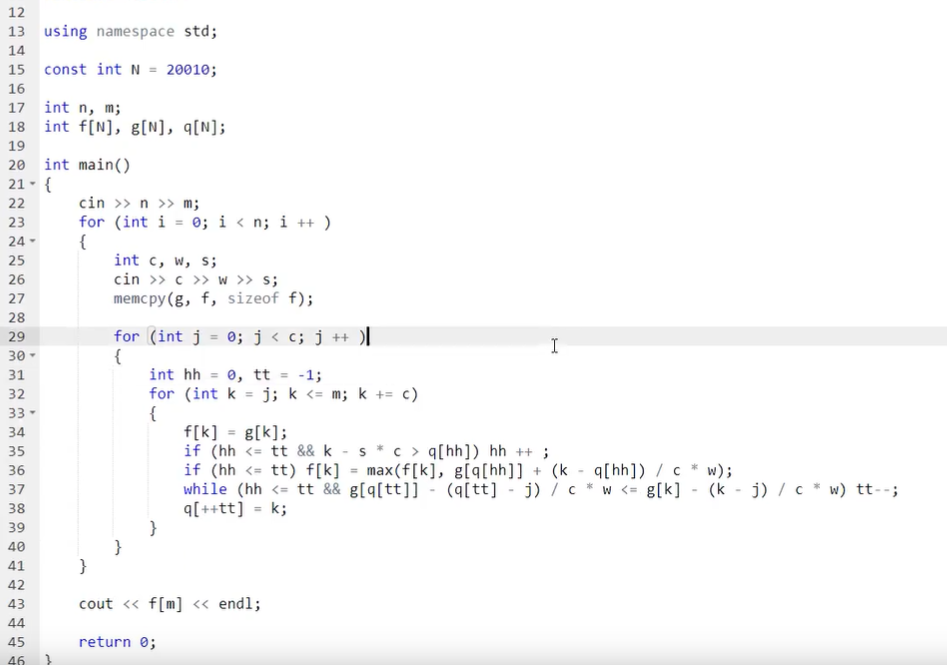 12
13 using namespace std;
14
15 const int N = 20010;
16
17 int n, m;
18 int f[N], g[N], q[N];
19
20 int main()
21 {
22     cin >> n >> m;
23     for (int i = 0; i < n; i ++ )
24     {
25         int c, w, s;
26         cin >> c >> w >> s;
27         memcpy(g, f, sizeof f);
28
29         for (int j = 0; j < c; j ++ )
30         {
31             int hh = 0, tt = -1;
32             for (int k = j; k <= m; k += c)
33             {
34                 f[k] = g[k];
35                 if (hh <= tt && k - s * c > q[hh]) hh ++ ;
36                 if (hh <= tt) f[k] = max(f[k], g[q[hh]] + (k - q[hh]) / c * w);
37                 while (hh <= tt && g[q[tt]] - (q[tt] - j) / c * w <= g[k] - (k - j) / c * w) tt--;
38                 q[++tt] = k;
39             }
40         }
41     }
42
43     cout << f[m] << endl;
44
45     return 0;
46 }